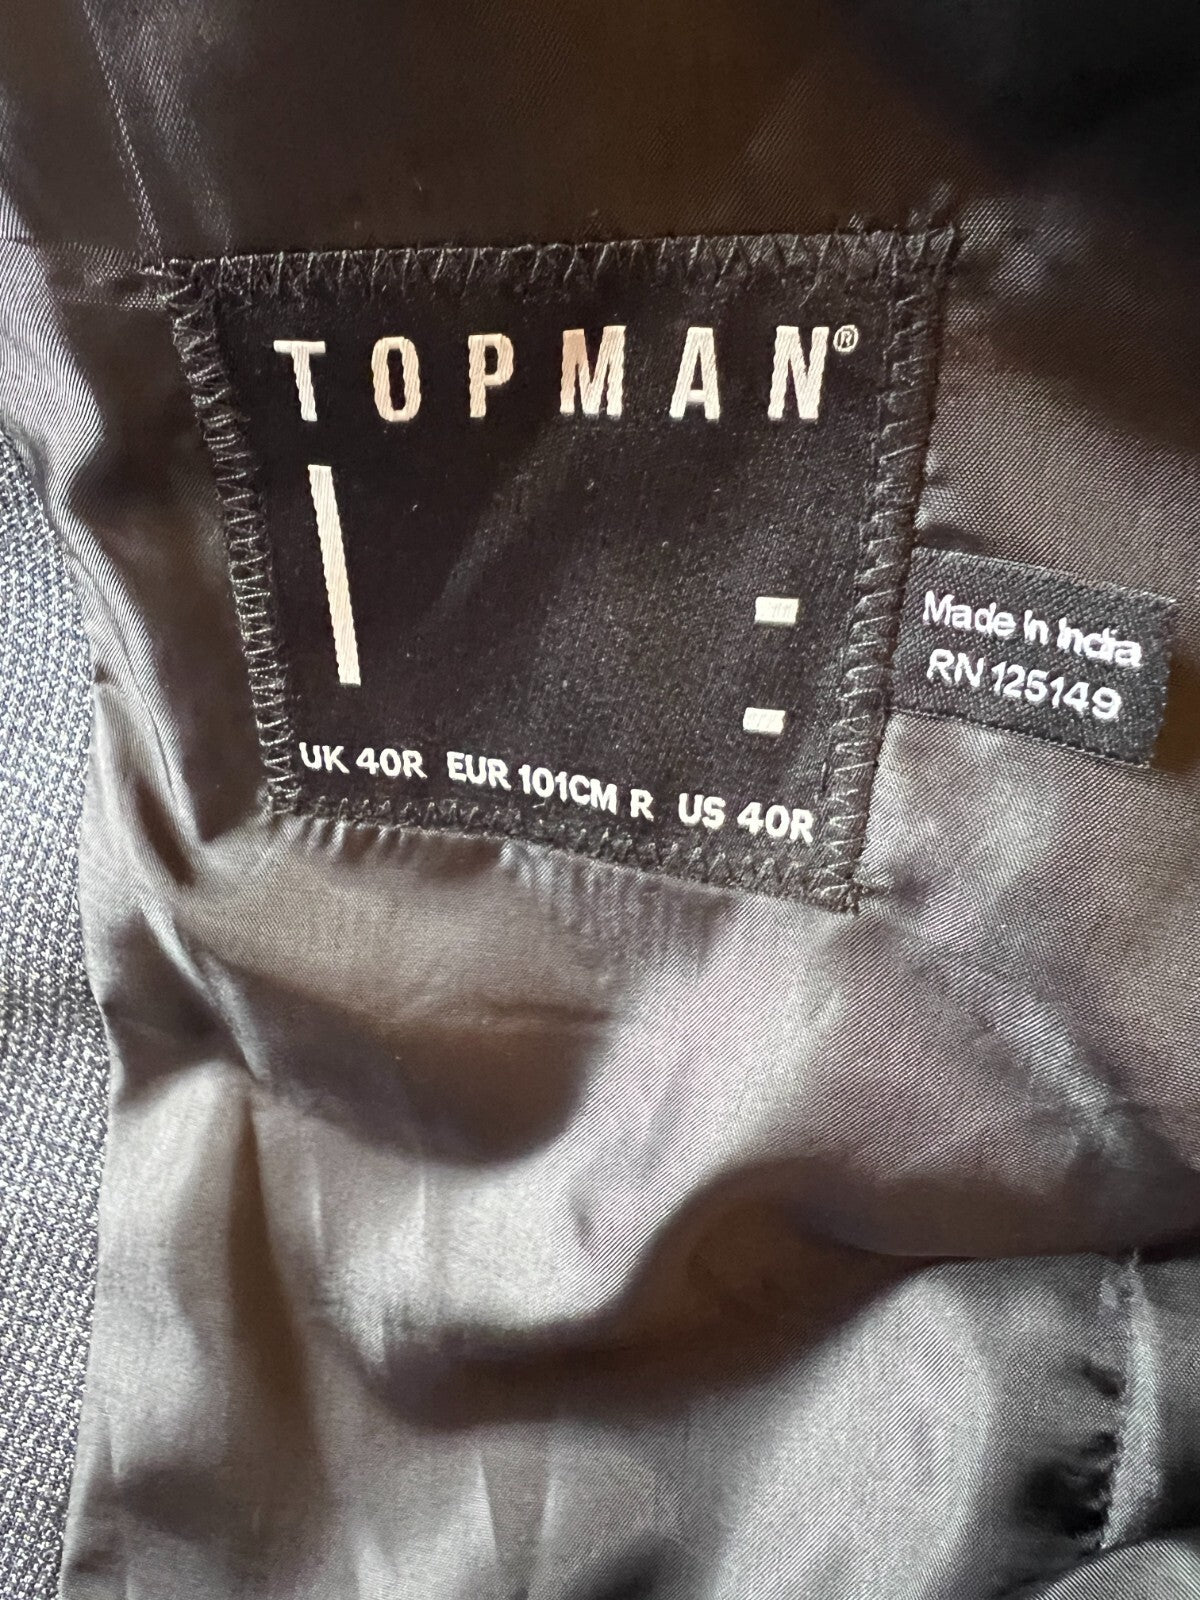 TOPMAN®
Made in India
RN 125149
UK 40R EUR 101CM R US 40R